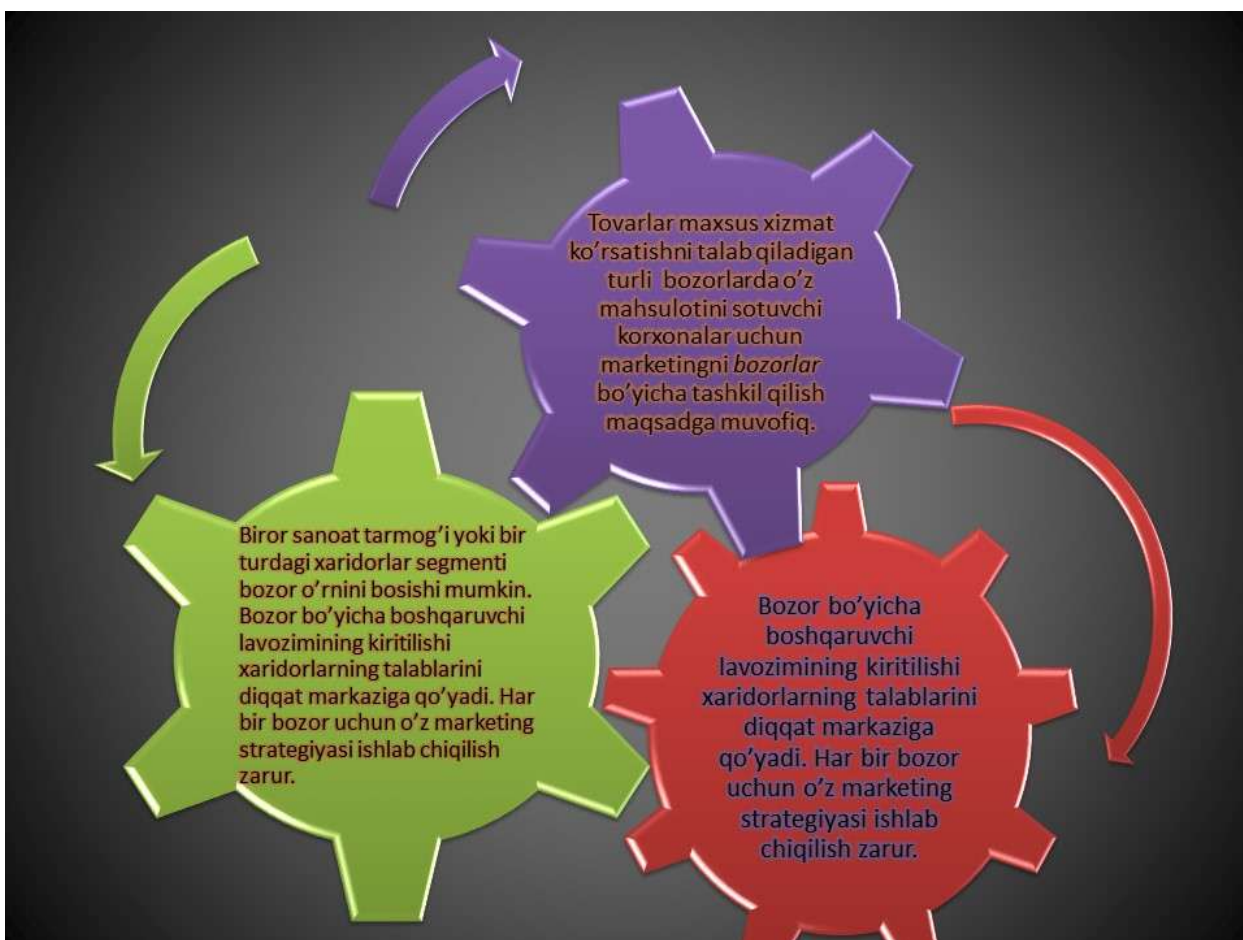 Tovarlar maxsus xizmat
ko’rsatishni talab qiladigan
turli bozorlarda o’z
mahsulotini sotuvchi
korxonalar uchun
marketingni bozorlar
bo’yicha tashkil qilish
maqsadga muvofiq.
Biror sanoat tarmog’i yoki bir
turdagi xaridorlar segmenti
bozor o’rnini bosishi mumkin.
Bozor bo’yicha boshqaruvchi
lavozimining kiritilishi
xaridorlarning talablarini
diqqat markaziga qo’yadi. Har
bir bozor uchun o’z marketing
strategiyasi ishlab chiqilish
zarur.
Bozor bo’yicha
boshqaruvchi
lavozimining kiritilishi
xaridorlarning talablarini
diqqat markaziga
qo’yadi. Har bir bozor
uchun o’z marketing
strategiyasi ishlab
chiqilish zarur.